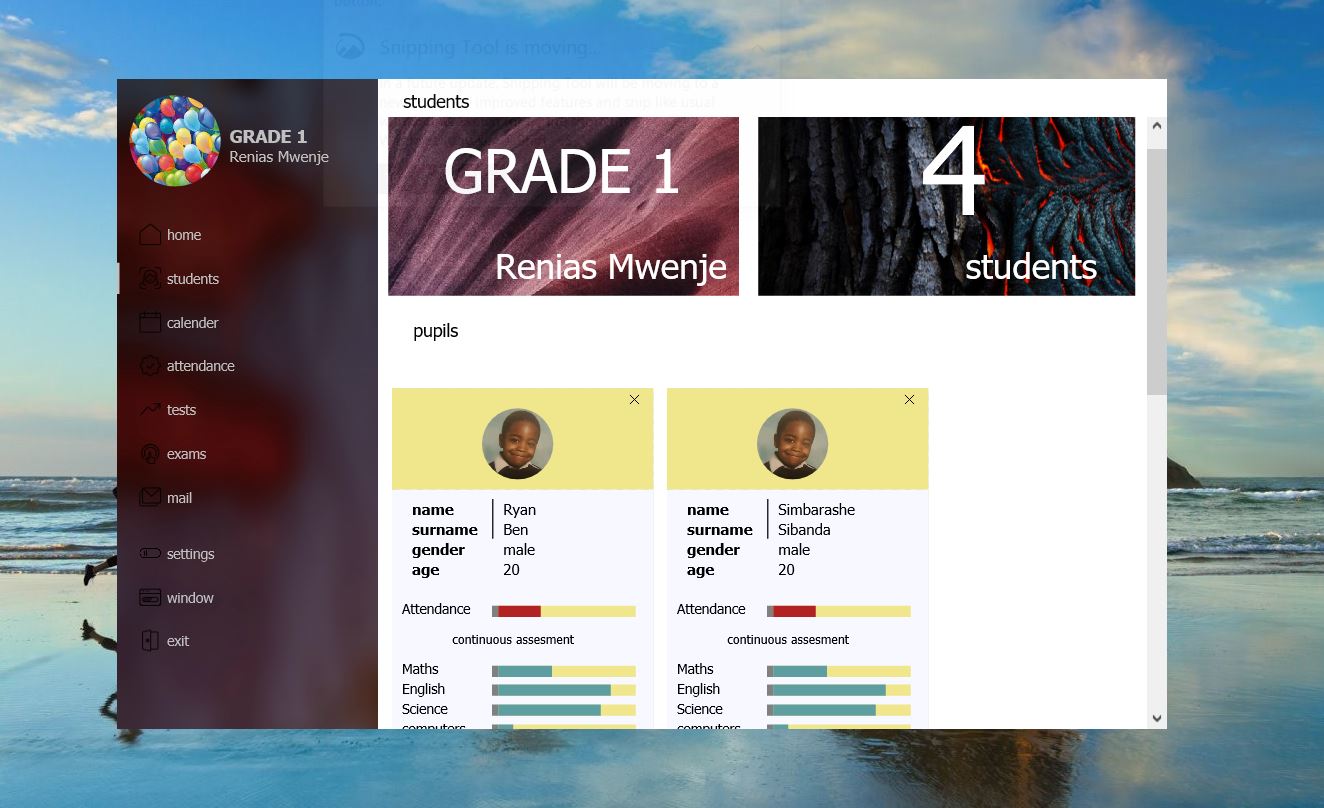 button.
Snipping Tool is moving...
students
GRADE 1
Renias Mwenje
home
students
calender
attendance
tests
exams
mail
settings
window
exit
GRADE 1
Renias Mwenje
4
students
pupils
name Ryan
surname Ben
gender male
age 20
Attendance
continuous assesment
Maths
English
Science
computers
name Simbarashe
surname Sibanda
gender male
age 20
Attendance
continuous assesment
Maths
English
Science
computers
in a future update, Snipping Tool will be moving to a
new improved features and snip like usual